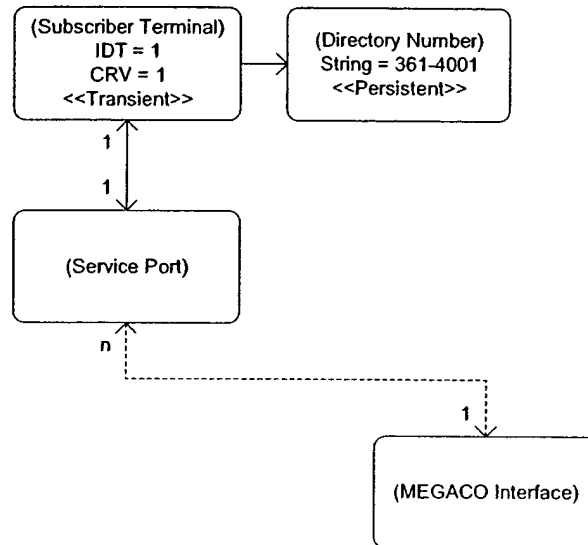 (Subscriber Terminal)
IDT = 1
CRV = 1
<<Transient>>
(Directory Number)
String = 361-4001
<<Persistent>>
1
1
(Service Port)
n
1
(MEGACO Interface)